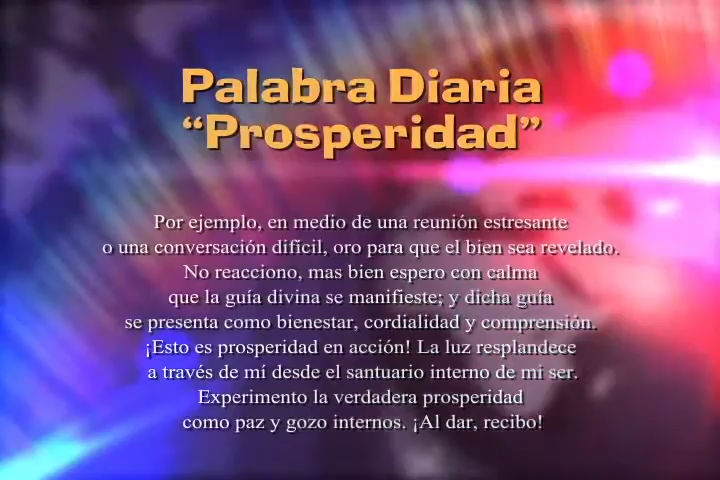 Palabra Diaria
“Prosperidad”
Por ejemplo, en medio de una reunión estresante
o una conversación difícil, oro para que el bien sea revelado.
No reacciono, mas bien espero con calma
que la guía divina se manifieste; y dicha guía
se presenta como bienestar, cordialidad y comprensión.
¡Esto es prosperidad en acción! La luz resplandece
a través de mí desde el santuario interno de mi ser.
Experimento la verdadera prosperidad
como paz y gozo internos. ¡Al dar, recibo!